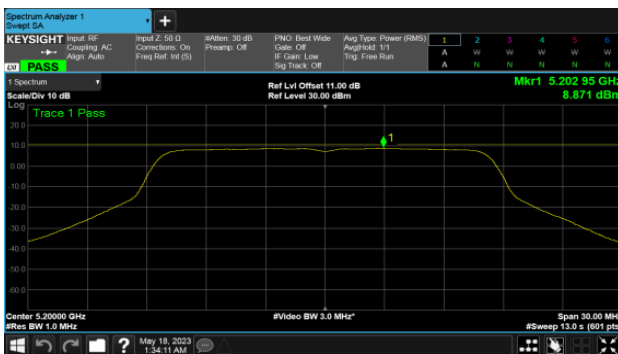 Spectrum Analyzer 1
Swept SA
+
KEYSIGHT Input: RF Input Z: 50 Ω #Atten: 30 dB PNO: Best Wide Avg Type: Power (RMS) 1 2 3 4 5 6
Coupling: AC Corrections: On Preamp: Off Gate: Off Avg|Hold: 1/1 A W W W W W
Align: Auto Freq Ref: Int (S) IF Gain: Low Trig: Free Run A N N N N N
LXI PASS Sig Track: Off
1 Spectrum Ref Lvl Offset 11.00 dB Mkr1 5.202 95 GHz
Scale/Div 10 dB Ref Level 30.00 dBm 8.871 dBm
Log
Trace 1 Pass
20.0
10.0
1
0.00
-10.0
-20.0
-30.0
-40.0
-50.0
-60.0
Center 5.20000 GHz #Video BW 3.0 MHz* Span 30.00 MHz
#Res BW 1.0 MHz #Sweep 13.0 s (601 pts)
? May 18, 2023
1:34:11 AM